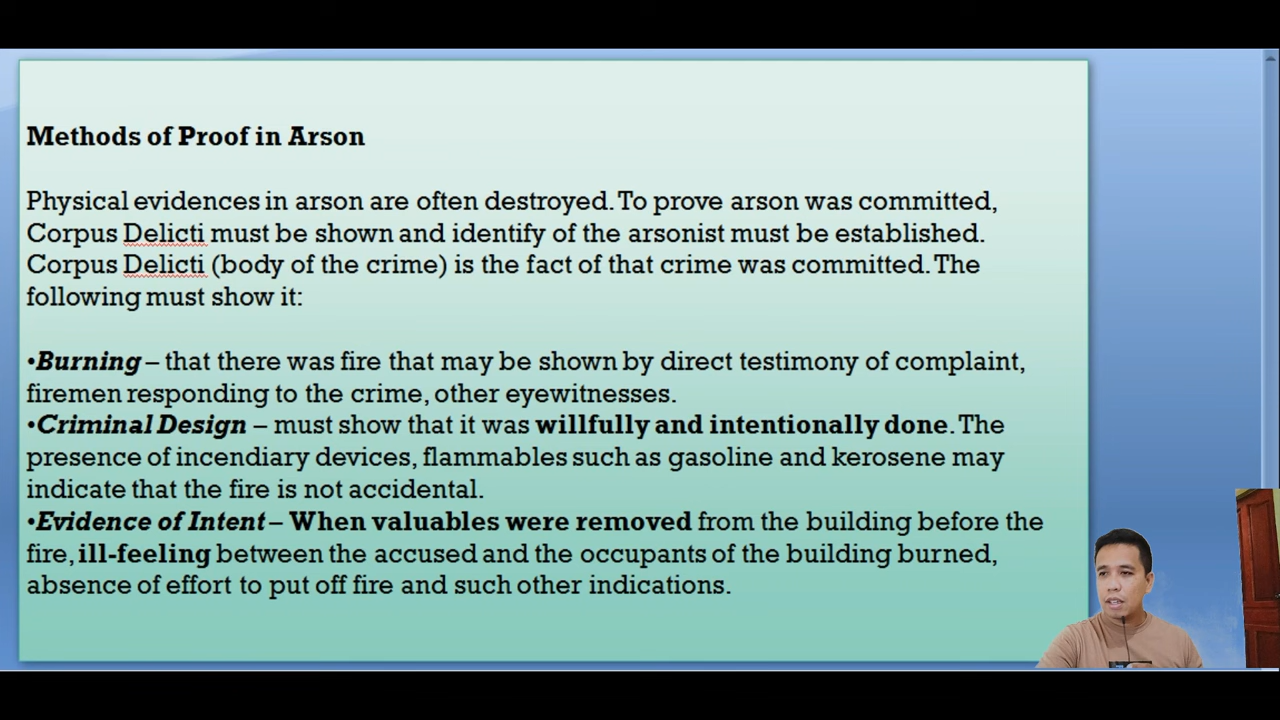 Methods of Proof in Arson
Physical evidences in arson are often destroyed. To prove arson was committed,
Corpus Delicti must be shown and identify of the arsonist must be established.
Corpus Delicti (body of the crime) is the fact of that crime was committed. The
following must show it:
•Burning – that there was fire that may be shown by direct testimony of complaint,
firemen responding to the crime, other eyewitnesses.
•Criminal Design – must show that it was willfully and intentionally done. The
presence of incendiary devices, flammables such as gasoline and kerosene may
indicate that the fire is not accidental.
•Evidence of Intent – When valuables were removed from the building before the
fire, ill-feeling between the accused and the occupants of the building burned,
absence of effort to put off fire and such other indications.